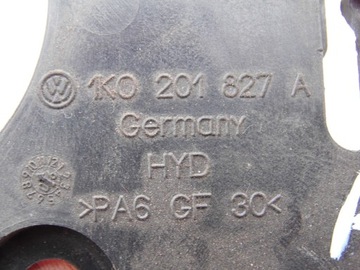 1K0 201 827 A
Germany
HYD
>PA6 GF 30<